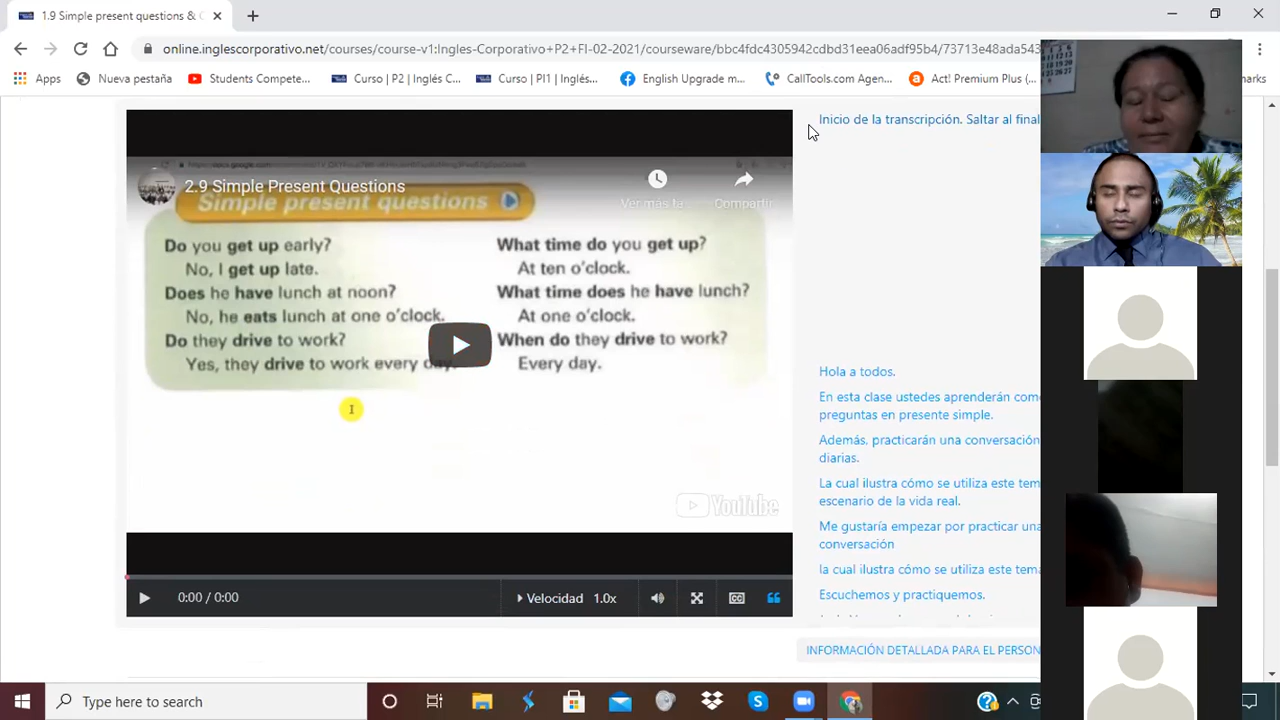 1.9 Simple present questions & C
online.inglescorporativo.net/courses/course-v1:Ingles-Corporativo+P2+FI-02-2021/courseware/bbc4fdc4305942cdbd31eea06adf95b4/73713e48ada543
Apps
Nueva pestaña
Students Compete...
Curso | P2 | Inglés C...
Curso | PI1 | Inglés...
English Upgrade m...
CallTools.com Agen...
Act! Premium Plus (...
marks
2.9 Simple Present Questions
Ver más ta...
Compartir
Simple present questions
Do you get up early?
No, I get up late.
Does he have lunch at noon?
No, he eats lunch at one o'clock.
Do they drive to work?
Yes, they drive to work every day.
What time do you get up?
At ten o'clock.
What time does he have lunch?
At one o'clock.
When do they drive to work?
Every day.
YouTube
0:00 / 0:00
Velocidad 1.0x
Inicio de la transcripción. Saltar al final
Hola a todos.
En esta clase ustedes aprenderán como
preguntas en presente simple.
Además, practicarán una conversación
diarias.
La cual ilustra cómo se utiliza este tem
escenario de la vida real.
Me gustaría empezar por practicar una
conversación
la cual ilustra cómo se utiliza este tema
Escuchemos y practiquemos.
INFORMACIÓN DETALLADA PARA EL PERSON
Type here to search